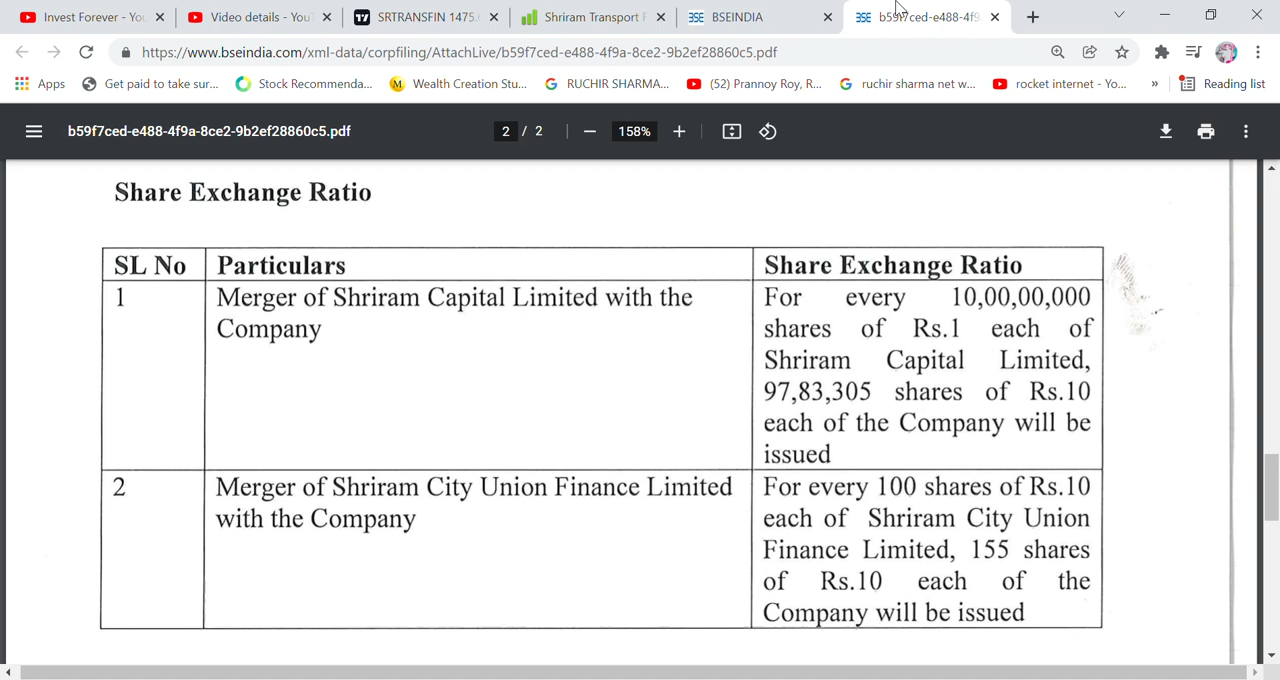 Invest Forever - You
Video details - YouT
SRTRANSFIN 1475.
Shriram Transport F
BSEINDIA
b59f7ced-e488-4f9
https://www.bseindia.com/xml-data/corpfiling/AttachLive/b59f7ced-e488-4f9a-8ce2-9b2ef28860c5.pdf
Apps
Get paid to take sur...
Stock Recommenda...
Wealth Creation Stu...
RUCHIR SHARMA...
(52) Prannoy Roy, R...
ruchir sharma net w...
rocket internet - Yo...
»
Reading list
b59f7ced-e488-4f9a-8ce2-9b2ef28860c5.pdf
2 / 2
158%
Share Exchange Ratio
SL No
Particulars
Share Exchange Ratio
1
Merger of Shriram Capital Limited with the
Company
For every 10,00,00,000
shares of Rs.1 each of
Shriram Capital Limited,
97,83,305 shares of Rs.10
each of the Company will be
issued
2
Merger of Shriram City Union Finance Limited
with the Company
For every 100 shares of Rs.10
each of Shriram City Union
Finance Limited, 155 shares
of Rs.10 each of the
Company will be issued